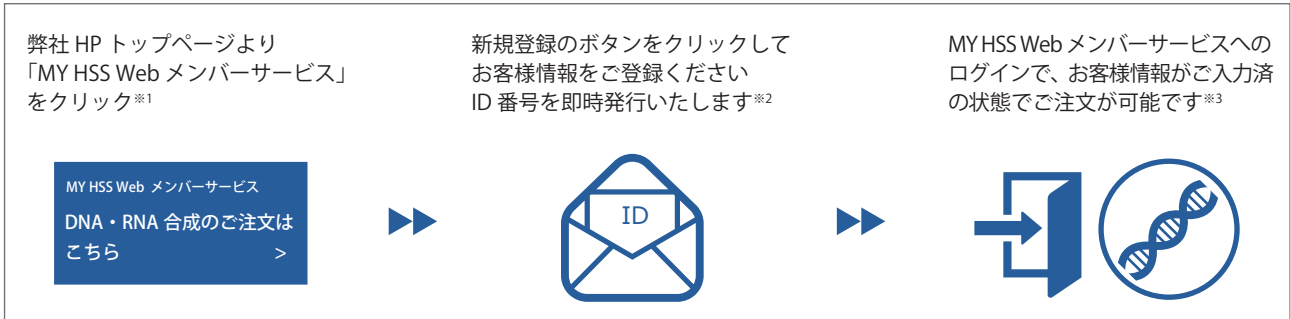 弊社 HP トップページより
「MY HSS Web メンバーサービス」
をクリック※1
新規登録のボタンをクリックして
お客様情報をご登録ください
ID 番号を即時発行いたします※2
MY HSS Web メンバーサービスへの
ログインで、お客様情報がご入力済
の状態でご注文が可能です※3
MY HSS Web メンバーサービス
DNA・RNA 合成のご注文は
こちら >
ID